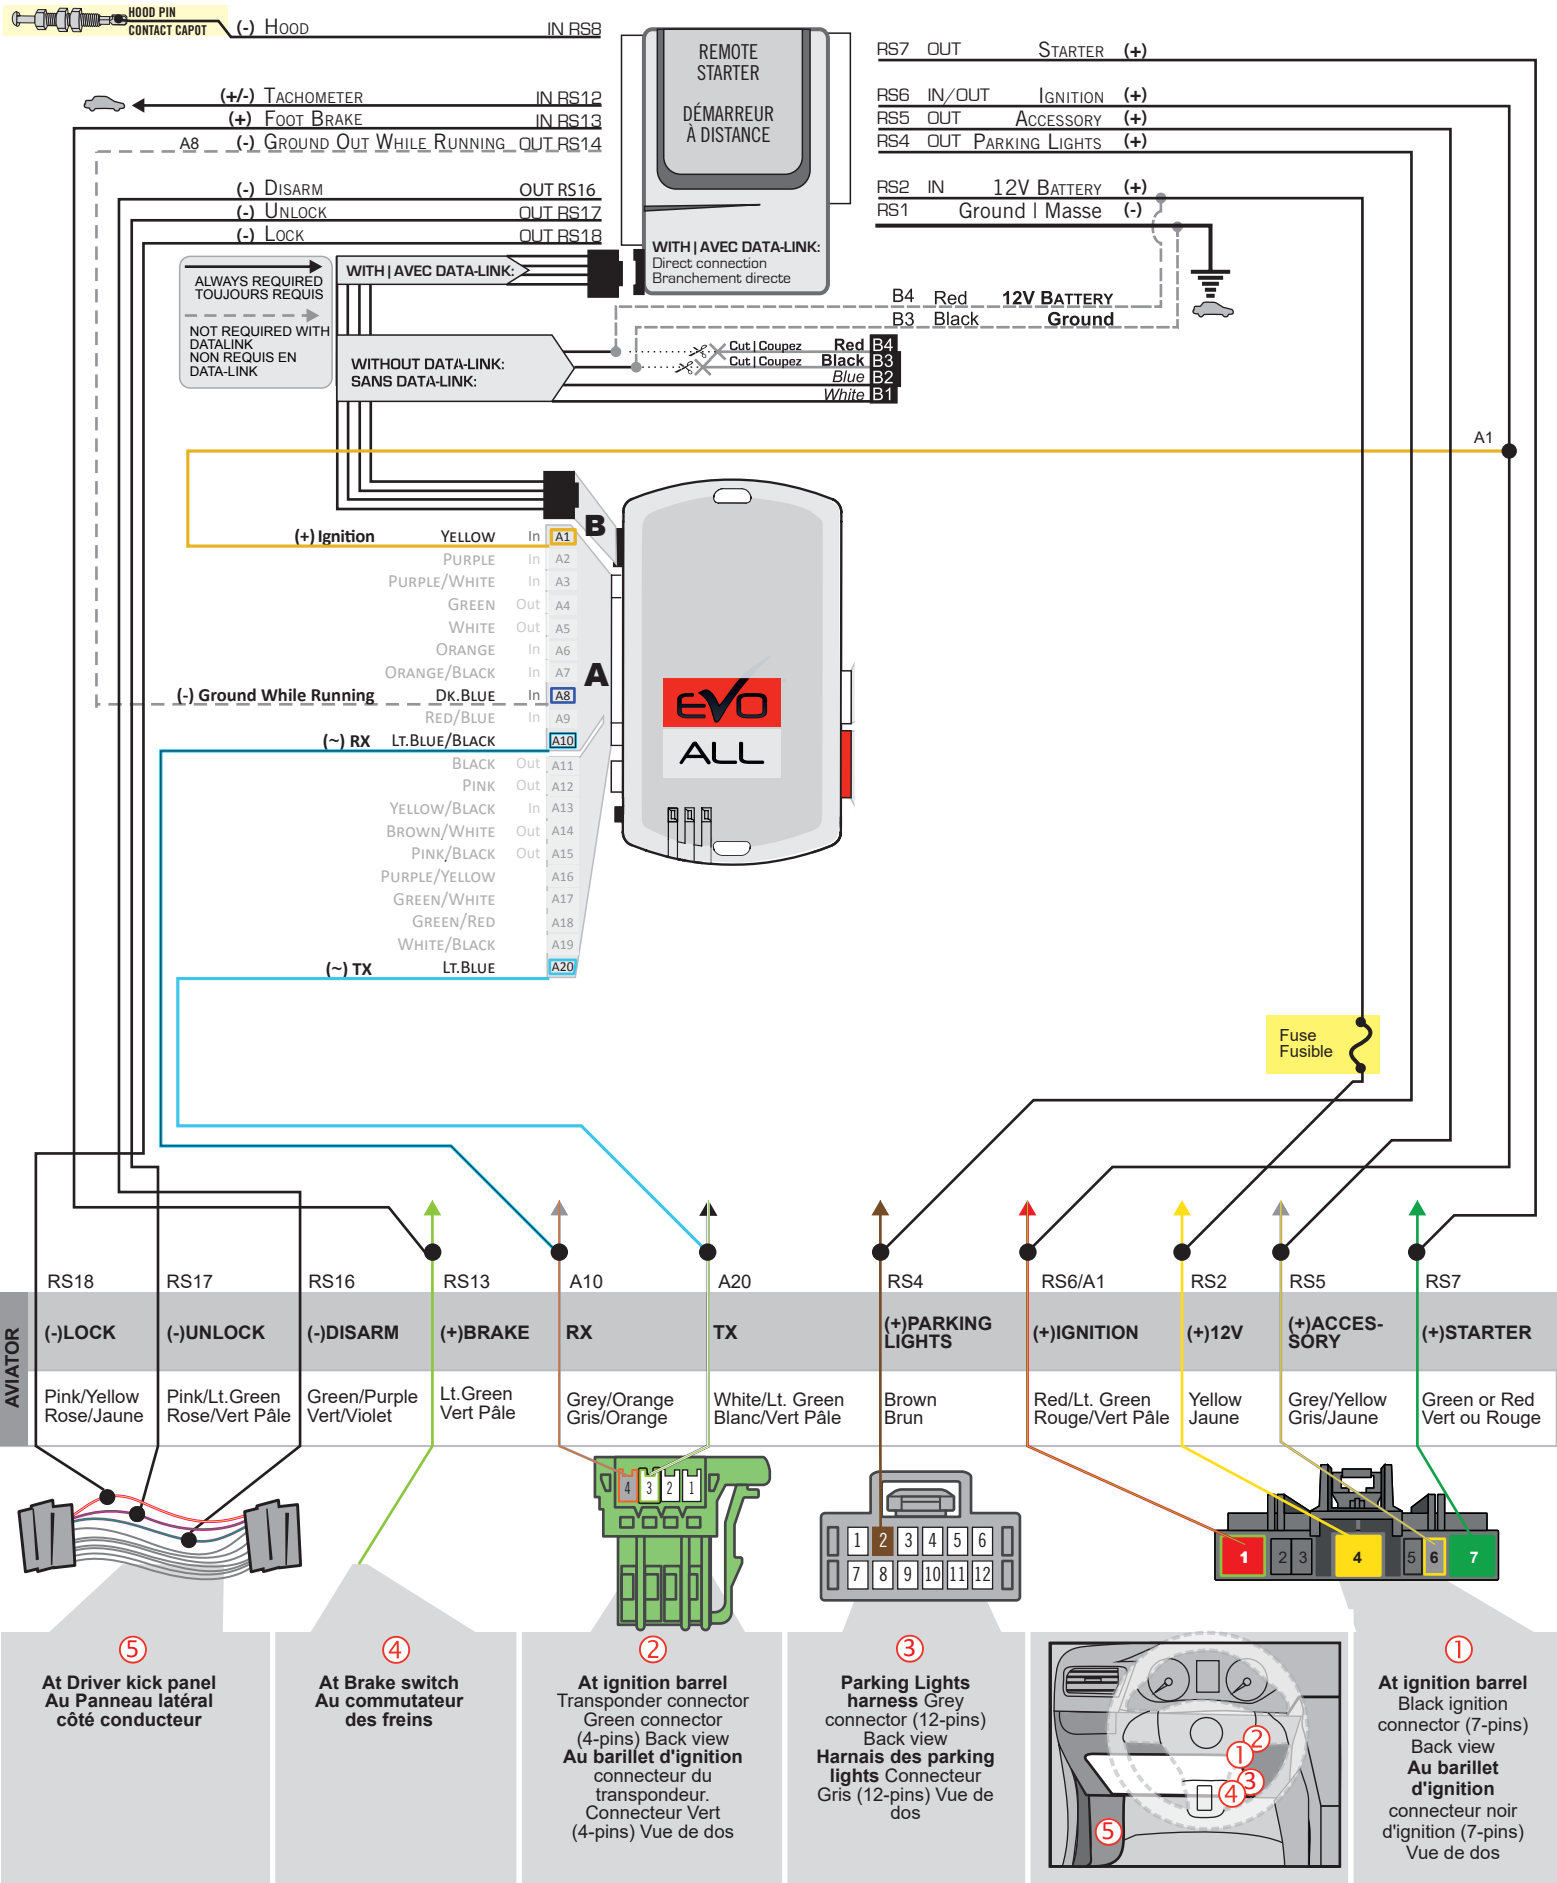 HOOD PIN
CONTACT CAPOT
(-) HOOD IN RS8
(+/-) TACHOMETER IN RS12
(+) FOOT BRAKE IN RS13
A8 (-) GROUND OUT WHILE RUNNING OUT RS14
(-) DISARM OUT RS16
(-) UNLOCK OUT RS17
(-) LOCK OUT RS18
REMOTE
STARTER
DÉMARREUR
À DISTANCE
WITH | AVEC DATA-LINK:
Direct connection
Branchement directe
RS7 OUT STARTER (+)
RS6 IN/OUT IGNITION (+)
RS5 OUT ACCESSORY (+)
RS4 OUT PARKING LIGHTS (+)
RS2 IN 12V BATTERY (+)
RS1 Ground | Masse (-)
ALWAYS REQUIRED
TOUJOURS REQUIS
NOT REQUIRED WITH
DATALINK
NON REQUIS EN
DATA-LINK
WITH | AVEC DATA-LINK:
WITHOUT DATA-LINK:
SANS DATA-LINK:
B4 Red 12V BATTERY
B3 Black Ground
Cut | Coupez Red B4
Cut | Coupez Black B3
Blue B2
White B1
A1
(+) Ignition YELLOW In A1
PURPLE In A2
PURPLE/WHITE In A3
GREEN Out A4
WHITE Out A5
ORANGE In A6
ORANGE/BLACK In A7
(-) Ground While Running DK.BLUE In A8
RED/BLUE In A9
(~) RX LT.BLUE/BLACK A10
BLACK Out A11
PINK Out A12
YELLOW/BLACK In A13
BROWN/WHITE Out A14
PINK/BLACK Out A15
PURPLE/YELLOW A16
GREEN/WHITE A17
GREEN/RED A18
WHITE/BLACK A19
(~) TX LT.BLUE A20
B
A
EVO
ALL
Fuse
Fusible
RS18 RS17 RS16 RS13 A10 A20 RS4 RS6/A1 RS2 RS5 RS7
AVIATOR
(-)LOCK (-)UNLOCK (-)DISARM (+)BRAKE RX TX (+)PARKING LIGHTS (+)IGNITION (+)12V (+)ACCES-SORY (+)STARTER
Pink/Yellow
Rose/Jaune
Pink/Lt.Green
Rose/Vert Pâle
Green/Purple
Vert/Violet
Lt.Green
Vert Pâle
Grey/Orange
Gris/Orange
White/Lt. Green
Blanc/Vert Pâle
Brown
Brun
Red/Lt. Green
Rouge/Vert Pâle
Yellow
Jaune
Grey/Yellow
Gris/Jaune
Green or Red
Vert ou Rouge
4 3 2 1
1 2 3 4 5 6
7 8 9 10 11 12
1 2 3 4 5 6 7
5
At Driver kick panel
Au Panneau latéral
côté conducteur
4
At Brake switch
Au commutateur
des freins
2
At ignition barrel
Transponder connector
Green connector
(4-pins) Back view
Au barillet d'ignition
connecteur du
transpondeur.
Connecteur Vert
(4-pins) Vue de dos
3
Parking Lights
harness Grey
connector (12-pins)
Back view
Harnais des parking
lights Connecteur
Gris (12-pins) Vue de
dos
2
1
3
4
5
1
At ignition barrel
Black ignition
connector (7-pins)
Back view
Au barillet
d'ignition
connecteur noir
d'ignition (7-pins)
Vue de dos